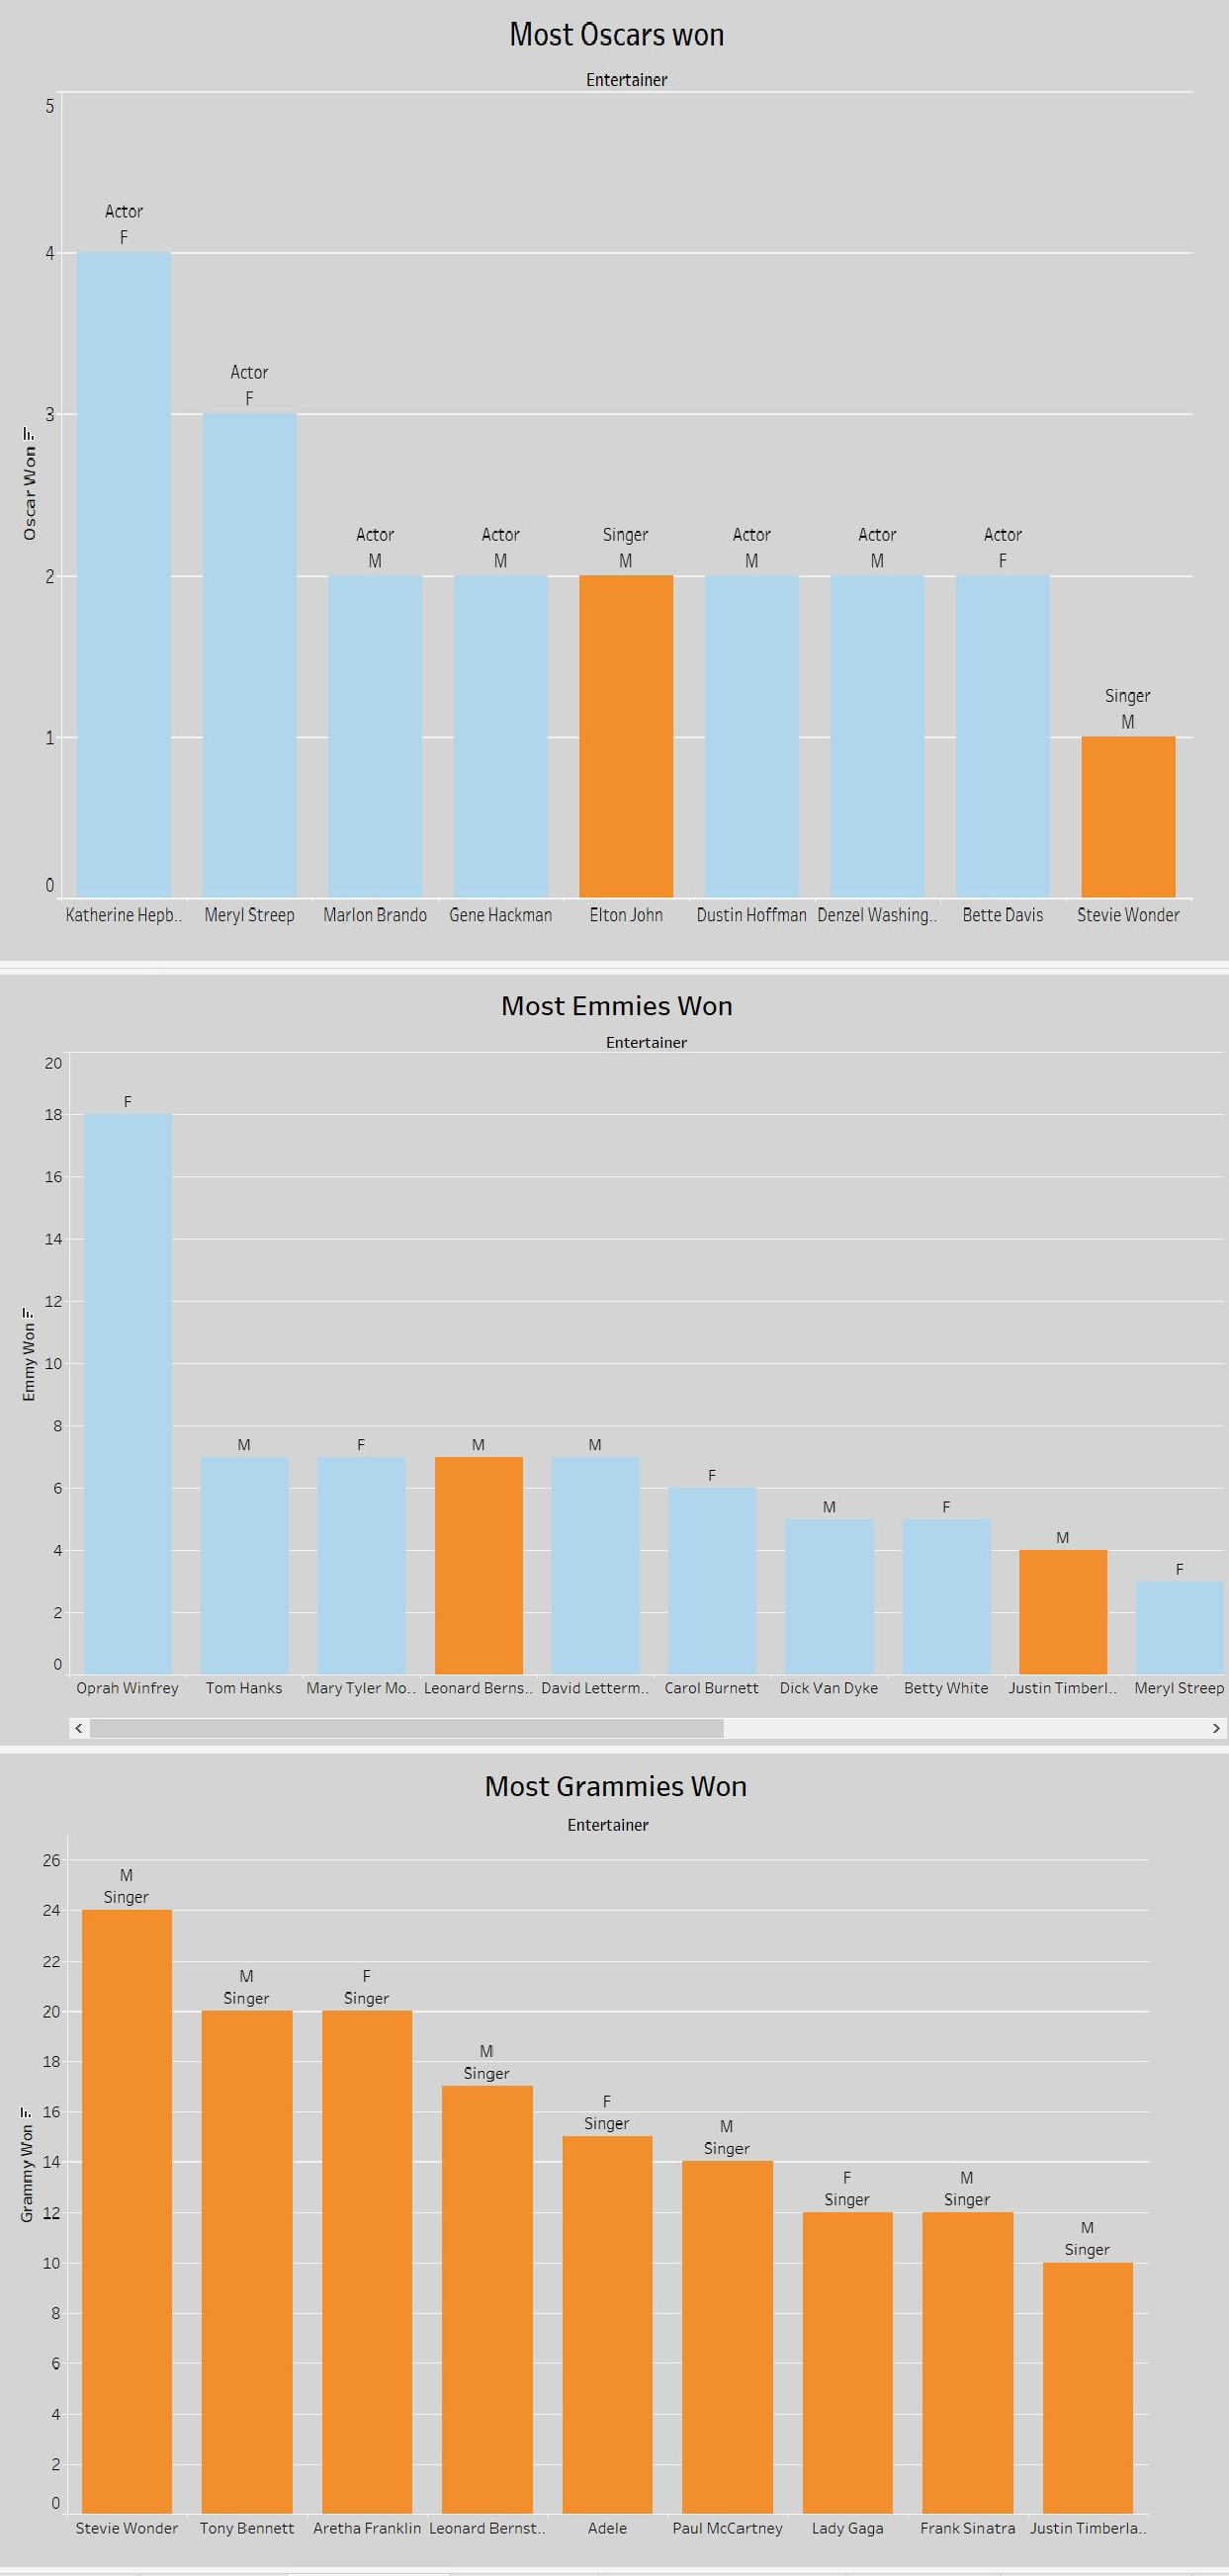 Most Oscars won
Entertainer
5
Actor
F
4
Actor
F
3
Oscar Won
Actor Actor Singer Actor Actor Actor
M M M M M F
2
Singer
M
1
0
Katherine Hepb.. Meryl Streep Marlon Brando Gene Hackman Elton John Dustin Hoffman Denzel Washing.. Bette Davis Stevie Wonder
Most Emmies Won
Entertainer
20
F
18
16
14
12
Emmy Won
10
8
M F M M
F
6
M F
M
4
F
2
0
Oprah Winfrey Tom Hanks Mary Tyler Mo.. Leonard Berns.. David Letterm.. Carol Burnett Dick Van Dyke Betty White Justin Timberl.. Meryl Streep
Most Grammies Won
Entertainer
26
M
Singer
24
22
M F
Singer Singer
20
M
18
Singer
F
16
Singer M
Singer
14
Grammy Won
F M
Singer Singer
12
M
Singer
10
8
6
4
2
0
Stevie Wonder Tony Bennett Aretha Franklin Leonard Bernst.. Adele Paul McCartney Lady Gaga Frank Sinatra Justin Timberla..